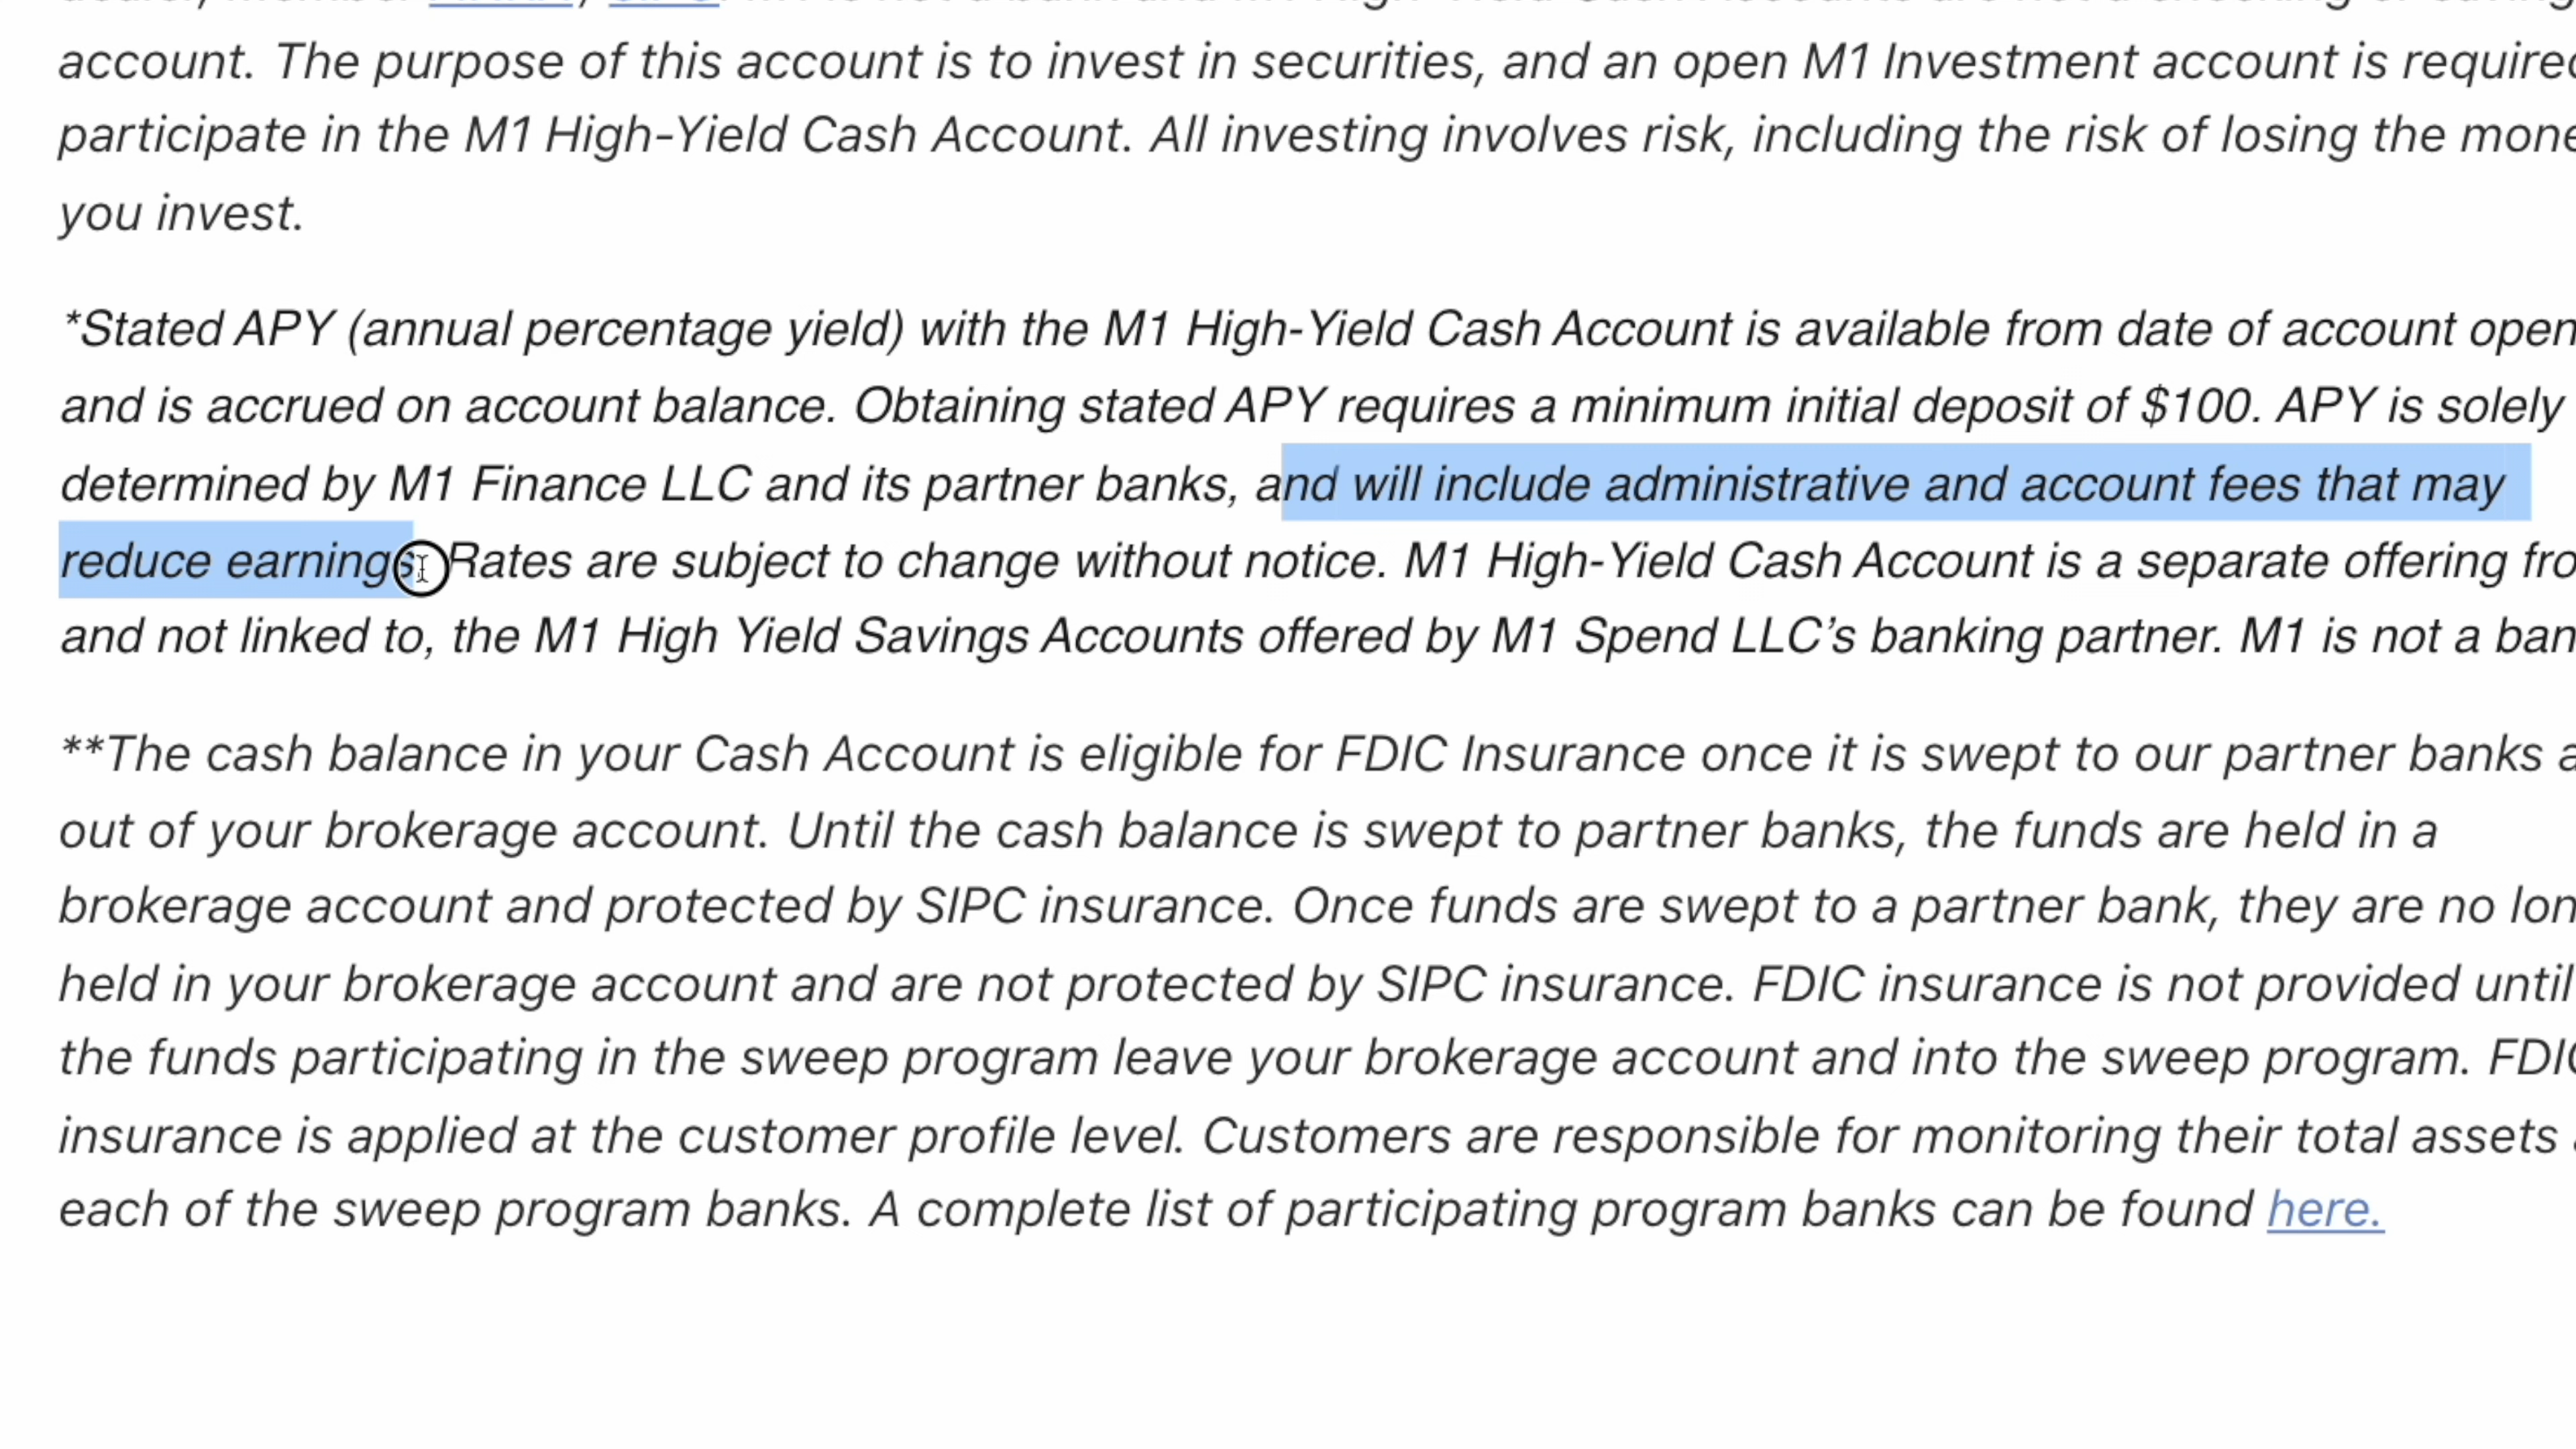 account. The purpose of this account is to invest in securities, and an open M1 Investment account is
participate in the M1 High-Yield Cash Account. All investing involves risk, including the risk of losing the
you invest.
*Stated APY (annual percentage yield) with the M1 High-Yield Cash Account is available from date of account open
and is accrued on account balance. Obtaining stated APY requires a minimum initial deposit of $100. APY is solely
determined by M1 Finance LLC and its partner banks, and will include administrative and account fees that may
reduce earnings Rates are subject to change without notice. M1 High-Yield Cash Account is a separate offering
and not linked to, the M1 High Yield Savings Accounts offered by M1 Spend LLC’s banking partner. M1 is not a
**The cash balance in your Cash Account is eligible for FDIC Insurance once it is swept to our partner banks
out of your brokerage account. Until the cash balance is swept to partner banks, the funds are held in a
brokerage account and protected by SIPC insurance. Once funds are swept to a partner bank, they are no
held in your brokerage account and are not protected by SIPC insurance. FDIC insurance is not provided until
the funds participating in the sweep program leave your brokerage account and into the sweep program.
insurance is applied at the customer profile level. Customers are responsible for monitoring their total assets
each of the sweep program banks. A complete list of participating program banks can be found here.